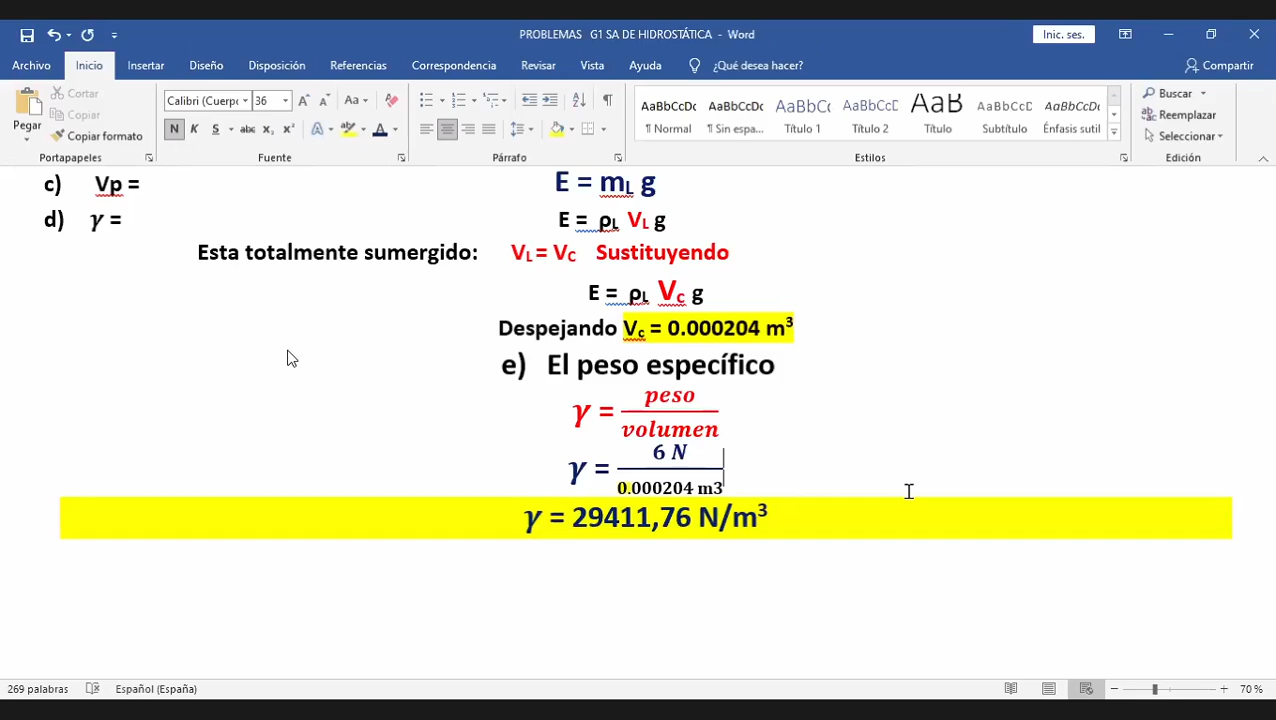 PROBLEMAS G1 SA DE HIDROSTÁTICA - Word
Inic. ses.
Archivo Inicio Insertar Diseño Disposición Referencias Correspondencia Revisar Vista Ayuda ¿Qué desea hacer? Compartir
Pegar
Cortar
Copiar
Copiar formato
Portapapeles
Calibri (Cuerpo 36
Fuente
Párrafo
AaBbCcDc AaBbCcDc AaBbCc AaBbCcD AaB AaBbCcD AaBbCcDc
¶ Normal ¶ Sin espa... Título 1 Título 2 Título Subtítulo Énfasis sutil
Estilos
Buscar
Reemplazar
Seleccionar
Edición
c) Vp = E = mL g
d) γ = E = ρL VL g
Esta totalmente sumergido: VL = VC Sustituyendo
E = ρL Vc g
Despejando Vc = 0.000204 m³
e) El peso específico
γ = peso / volumen
γ = 6 N / 0.000204 m3
γ = 29411,76 N/m³
269 palabras Español (España) 70 %